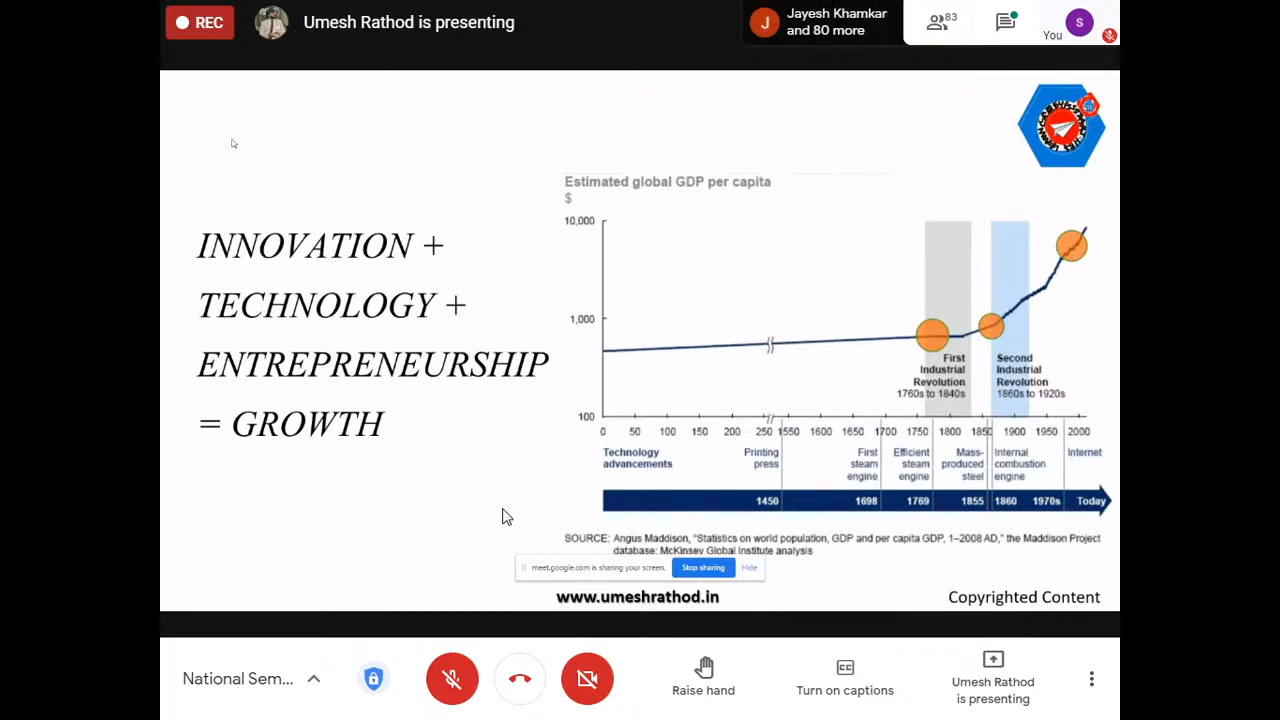 REC
Umesh Rathod is presenting
J
Jayesh Khamkar
and 80 more
83
You
S
Estimated global GDP per capita
$
INNOVATION +
TECHNOLOGY +
ENTREPRENEURSHIP
= GROWTH
10,000
1,000
100
First
Industrial
Revolution
1760s to 1840s
Second
Industrial
Revolution
1860s to 1920s
0 50 100 150 200 250 1550 1600 1650 1700 1750 1800 1850 1900 1950 2000
Technology
advancements
Printing
press
First
steam
engine
Efficient
steam
engine
Mass-
produced
steel
Internal
combustion
engine
Internet
1450 1698 1769 1855 1860 1970s Today
SOURCE: Angus Maddison, "Statistics on world population, GDP and per capita GDP, 1–2008 AD," the Maddison Project
database; McKinsey Global Institute analysis
meet.google.com is sharing your screen.
Stop sharing
Hide
www.umeshrathod.in
Copyrighted Content
National Sem...
Raise hand
CC
Turn on captions
Umesh Rathod
is presenting